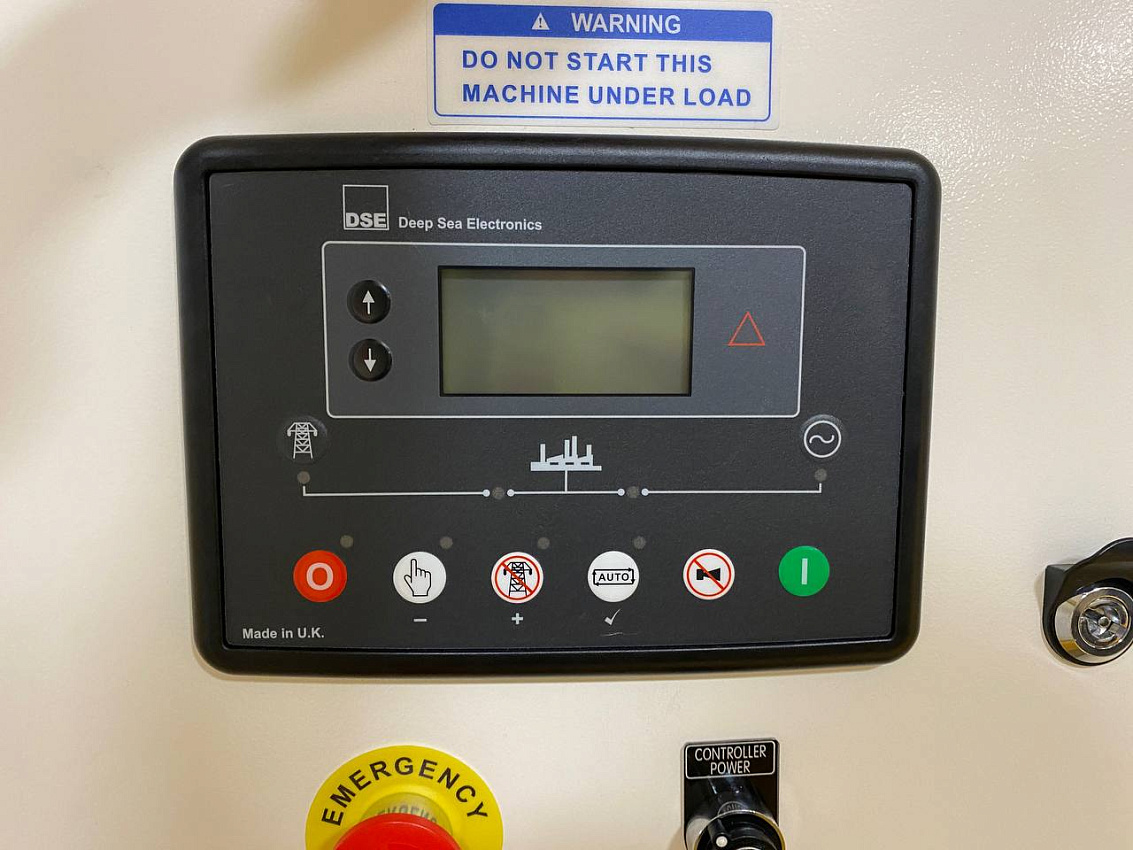 WARNING
DO NOT START THIS
MACHINE UNDER LOAD
DSE Deep Sea Electronics
O
AUTO
I
− + ✓
Made in U.K.
EMERGENCY
CONTROLLER
POWER